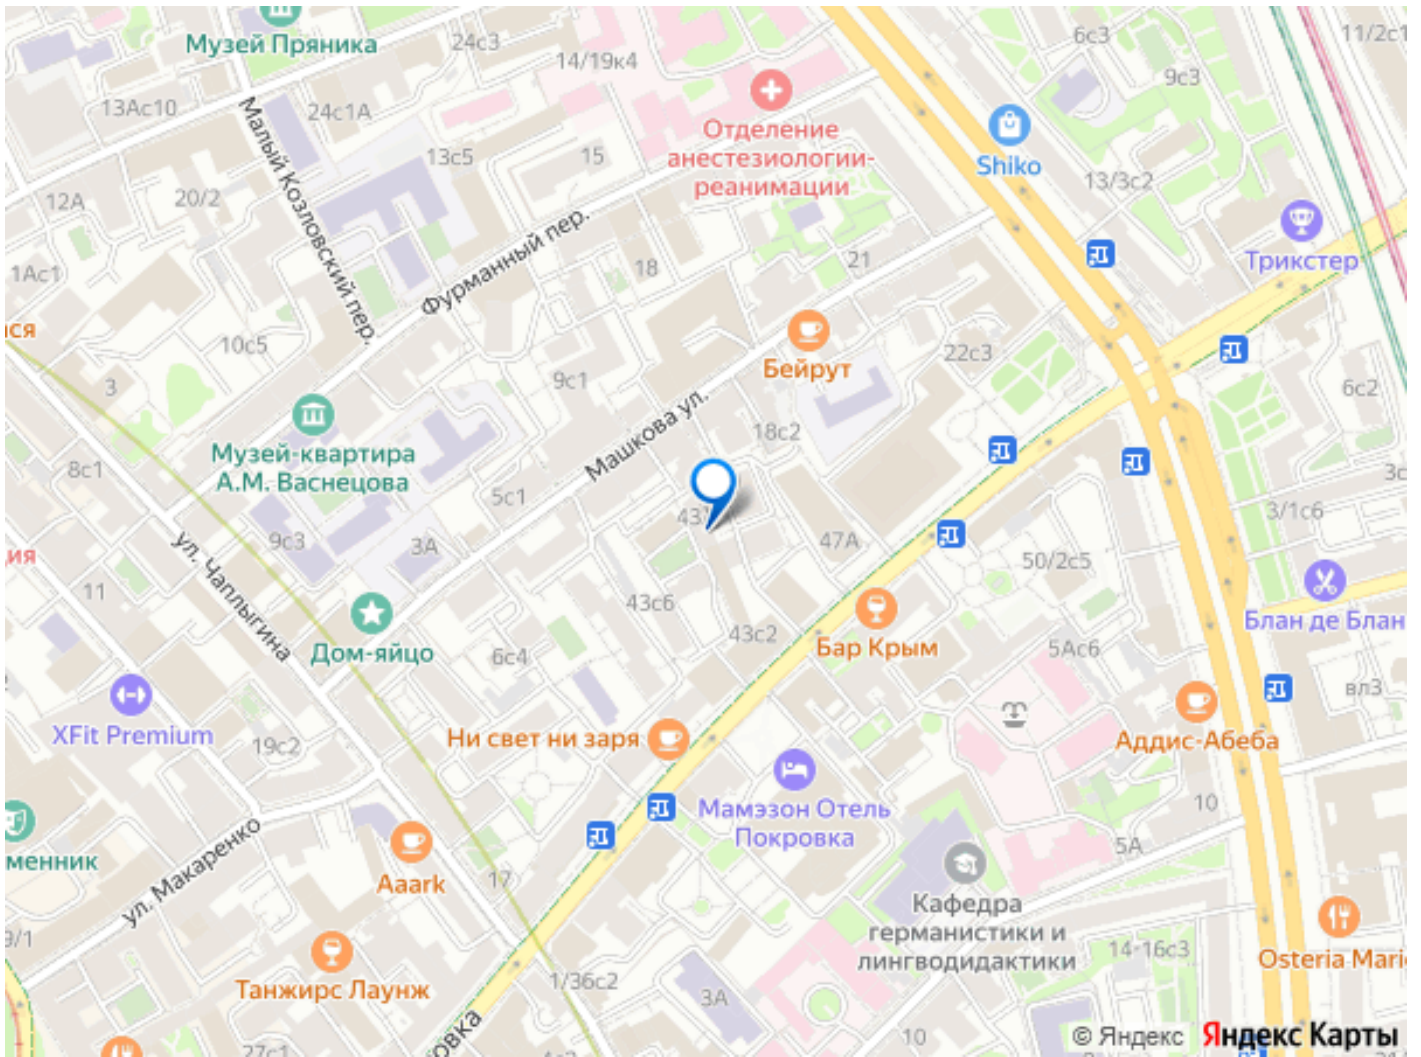 Музей Пряника
24с3
14/19к4
6с3
11/2с1
9с3
13Ас10
24с1А
Малый Козловский пер.
Отделение
анестезиологии-
реанимации
Shiko
13с5
15
13/3с2
12А
20/2
Фурманный пер.
Трикстер
1Ас1
18
21
10с5
Бейрут
22с3
3
9с1
6с2
Машкова ул.
18с2
Музей-квартира
А.М. Васнецова
8с1
5с1
3/1с6
9с3
3А
47А
50/2с5
ул. Чаплыгина
11
43с6
Блан де Блан
Дом-яйцо
43с2
Бар Крым
5Ас6
6с4
вл3
XFit Premium
19с2
Ни свет ни заря
Аддис-Абеба
Мамэзон Отель
Покровка
10
5А
менник
ул. Макаренко
Aaark
17
Кафедра
германистики и
лингводидактики
9/1
14-16с3
Osteria Mari
Танжирс Лаунж
1/36с2
3А
овка
27с1
10
© Яндекс Яндекс Карты